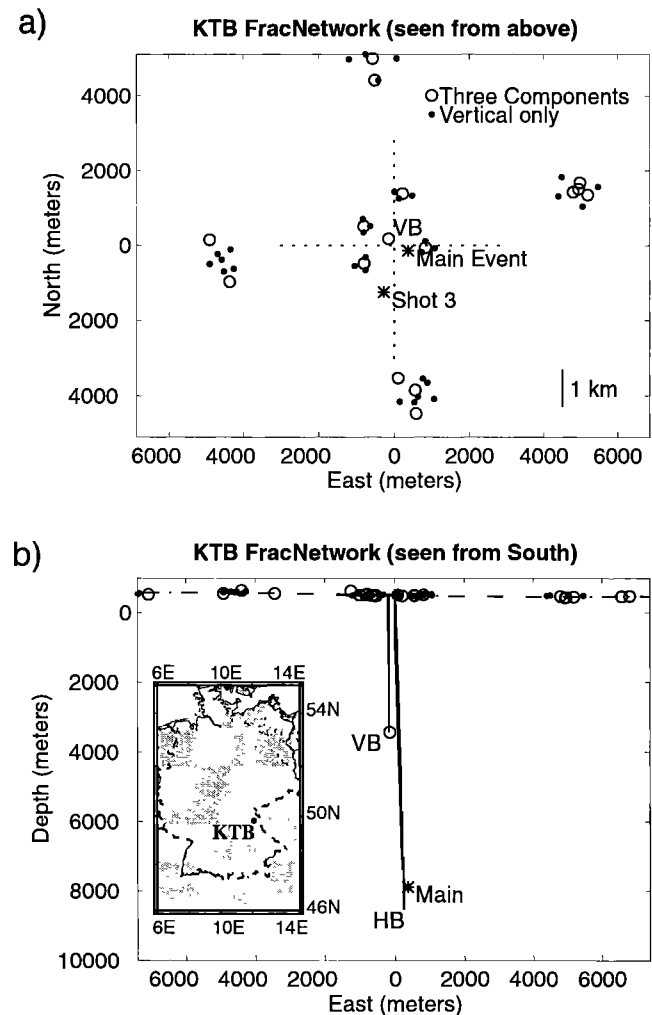 a)
KTB FracNetwork (seen from above)
4000
2000
0
2000
4000
North (meters)
Three Components
Vertical only
VB
Main Event
Shot 3
1 km
6000 4000 2000 0 2000 4000 6000
East (meters)
b)
KTB FracNetwork (seen from South)
0
2000
4000
6000
8000
10000
Depth (meters)
6E 10E 14E
54N
50N
46N
KTB
6E 10E 14E
VB
Main
HB
6000 4000 2000 0 2000 4000 6000
East (meters)